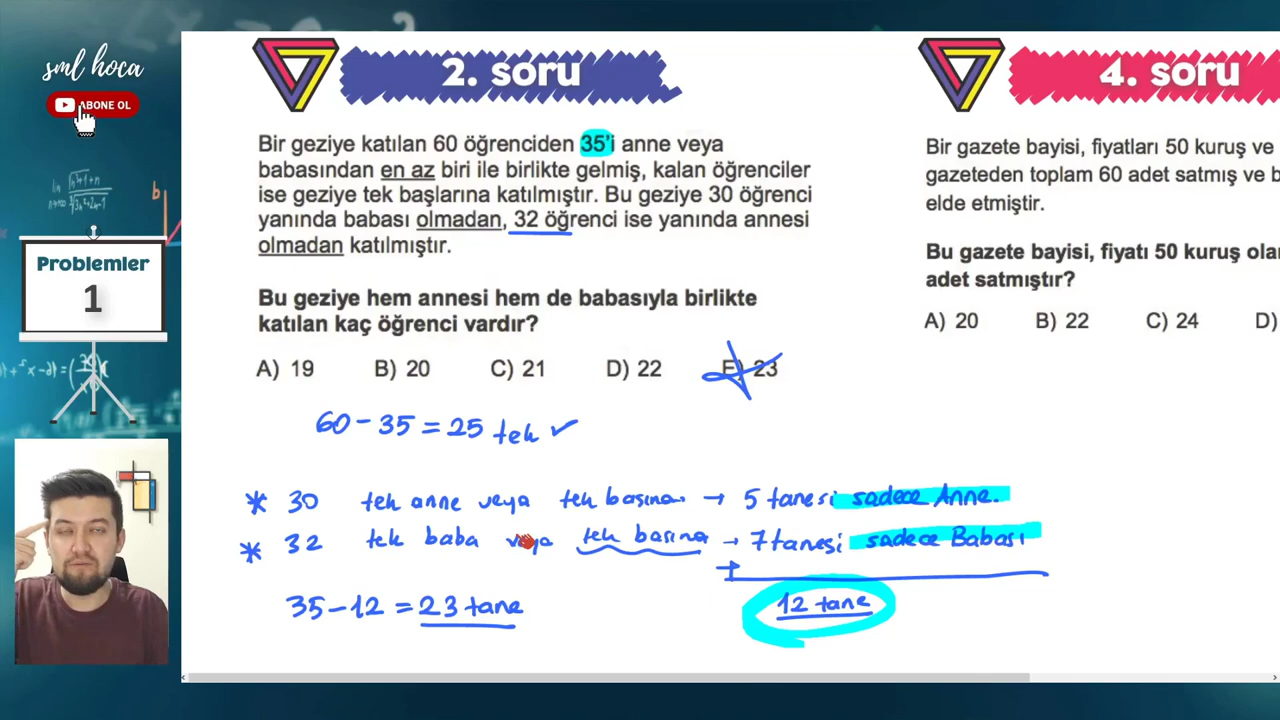 sml hoca
ABONE OL
Problemler
1
2. soru
Bir geziye katılan 60 öğrenciden 35'i anne veya
babasından en az biri ile birlikte gelmiş, kalan öğrenciler
ise geziye tek başlarına katılmıştır. Bu geziye 30 öğrenci
yanında babası olmadan, 32 öğrenci ise yanında annesi
olmadan katılmıştır.
Bu geziye hem annesi hem de babasıyla birlikte
katılan kaç öğrenci vardır?
A) 19 B) 20 C) 21 D) 22 E) 23
60 - 35 = 25 tek ✓
* 30 tek anne veya tek basına → 5 tanesi sadece Anne.
* 32 tek baba veya tek basına → 7 tanesi sadece Babası
+
35 - 12 = 23 tane
12 tane
4. soru
Bir gazete bayisi, fiyatları 50 kuruş ve
gazeteden toplam 60 adet satmış ve b
elde etmiştir.
Bu gazete bayisi, fiyatı 50 kuruş ola
adet satmıştır?
A) 20 B) 22 C) 24 D)